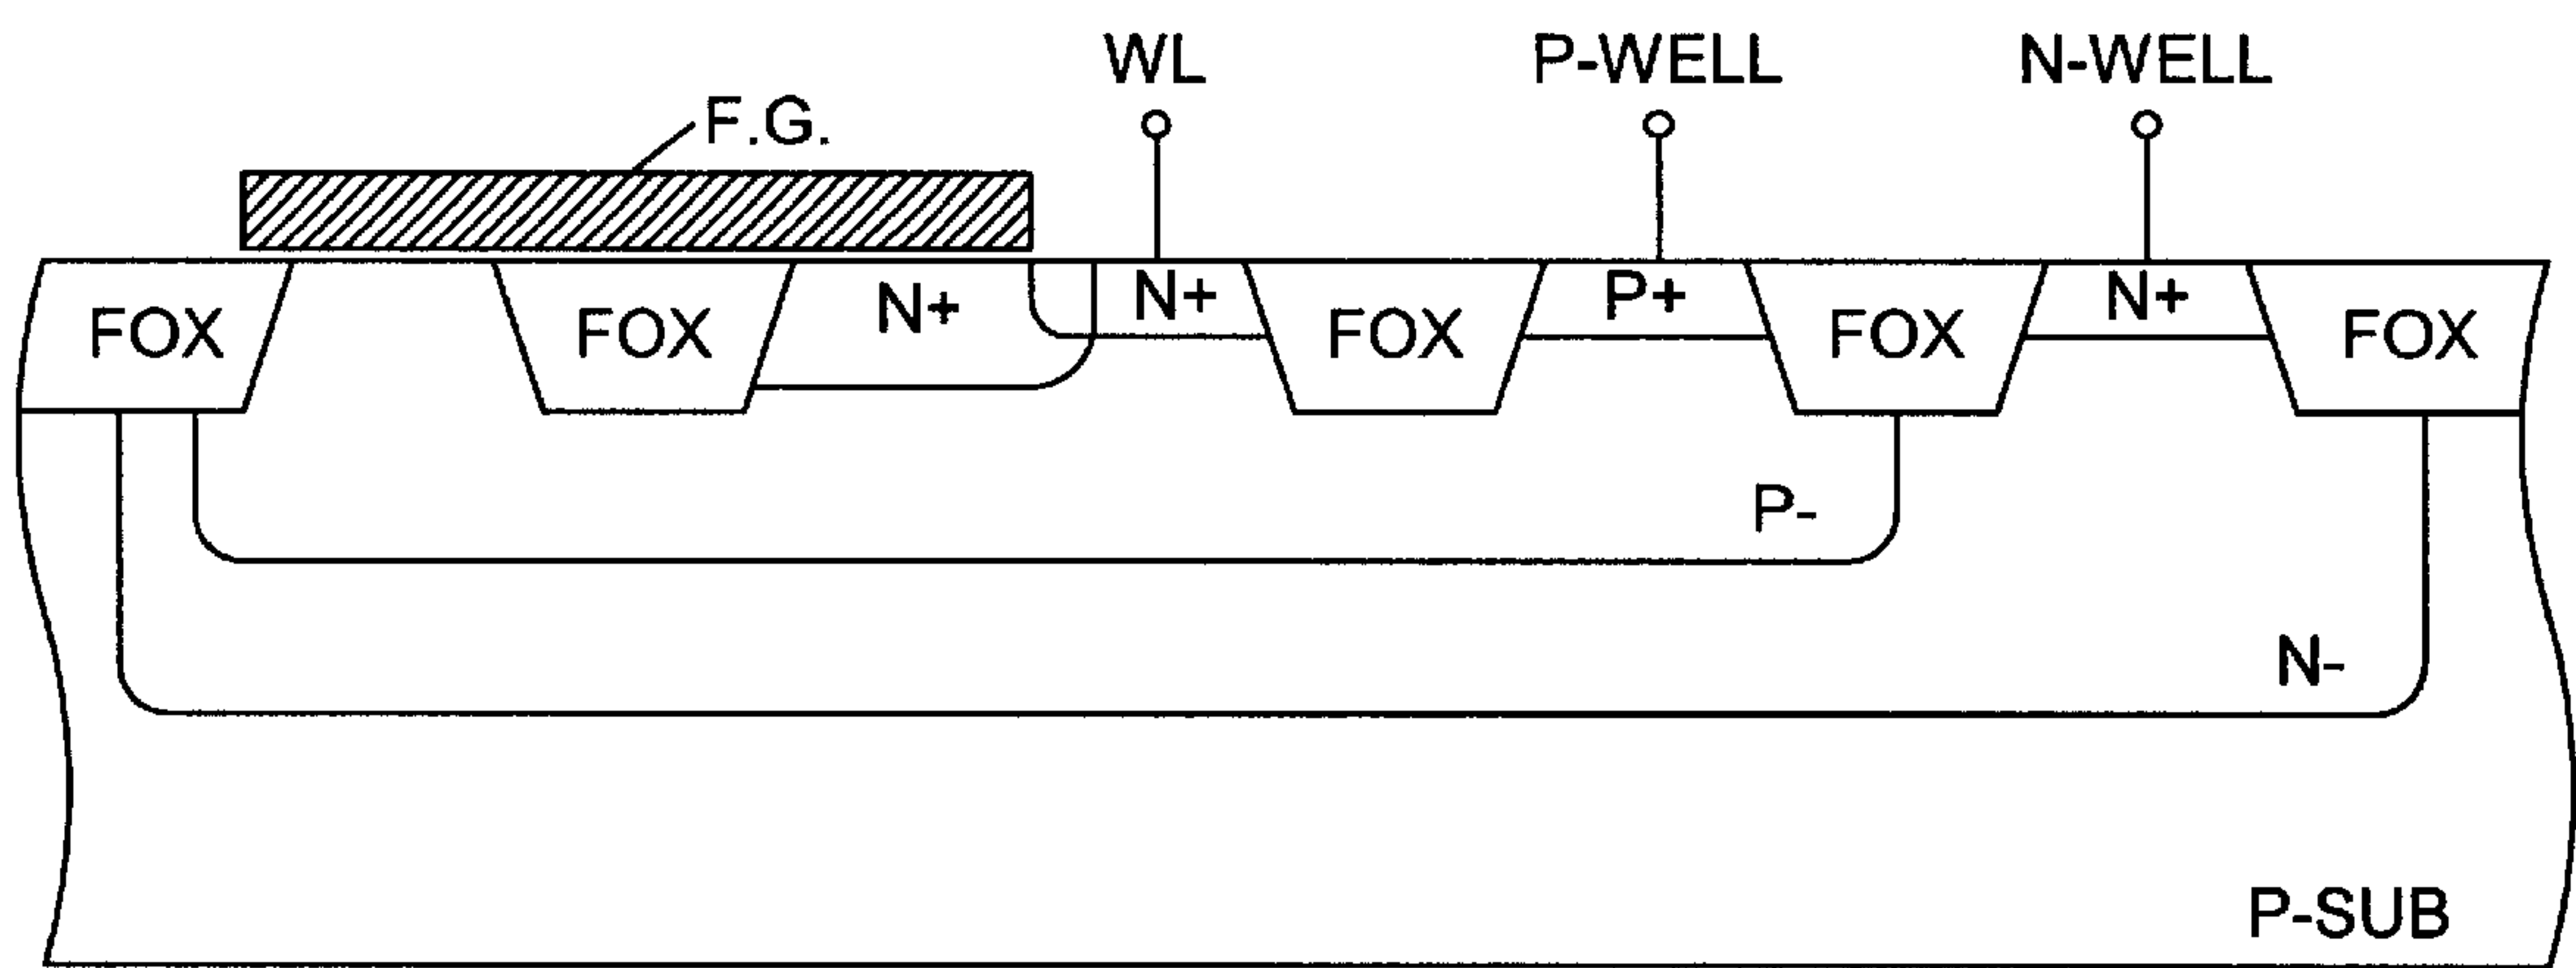 WL P-WELL N-WELL
F.G.
N+ N+ P+ N+
FOX FOX FOX FOX FOX
P-
N-
P-SUB